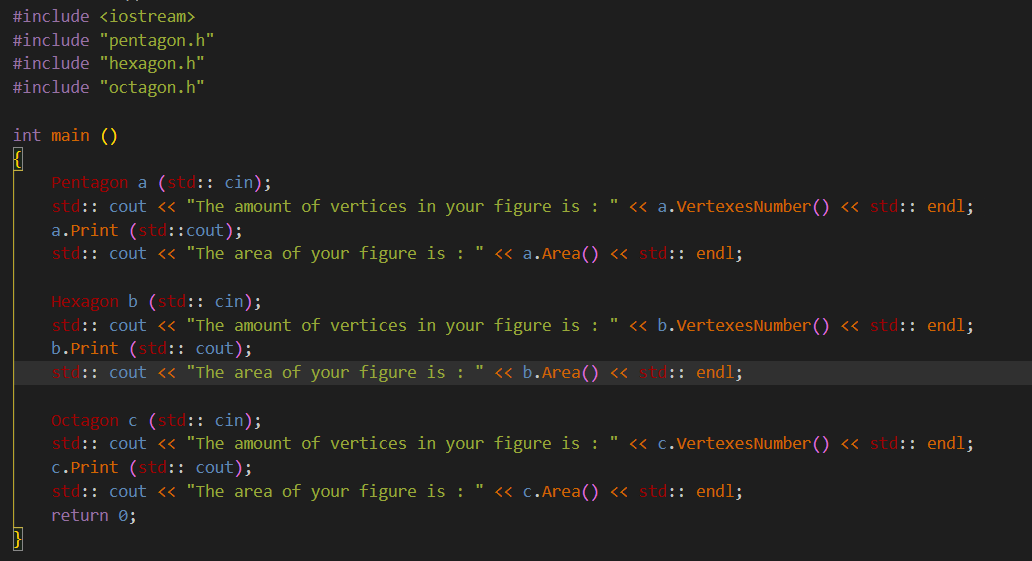 #include <iostream>
#include "pentagon.h"
#include "hexagon.h"
#include "octagon.h"
int main ()
{
Pentagon a (std:: cin);
std:: cout << "The amount of vertices in your figure is : " << a.VertexesNumber() << std:: endl;
a.Print (std::cout);
std:: cout << "The area of your figure is : " << a.Area() << std:: endl;
Hexagon b (std:: cin);
std:: cout << "The amount of vertices in your figure is : " << b.VertexesNumber() << std:: endl;
b.Print (std:: cout);
std:: cout << "The area of your figure is : " << b.Area() << std:: endl;
Octagon c (std:: cin);
std:: cout << "The amount of vertices in your figure is : " << c.VertexesNumber() << std:: endl;
c.Print (std:: cout);
std:: cout << "The area of your figure is : " << c.Area() << std:: endl;
return 0;
}